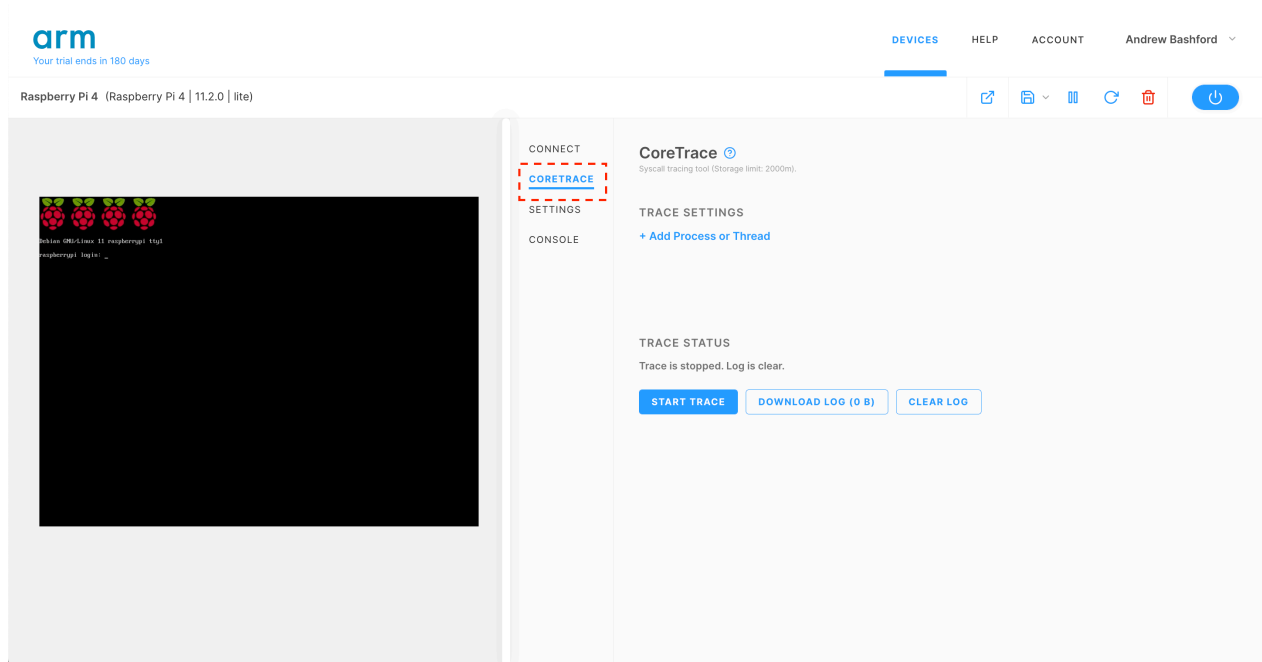 arm
Your trial ends in 180 days
DEVICES
HELP
ACCOUNT
Andrew Bashford
Raspberry Pi 4 (Raspberry Pi 4 | 11.2.0 | lite)
Debian GNU/Linux 11 raspberrypi tty1
raspberrypi login: _
CONNECT
CORETRACE
SETTINGS
CONSOLE
CoreTrace
Syscall tracing tool (Storage limit: 2000m).
TRACE SETTINGS
+ Add Process or Thread
TRACE STATUS
Trace is stopped. Log is clear.
START TRACE
DOWNLOAD LOG (0 B)
CLEAR LOG